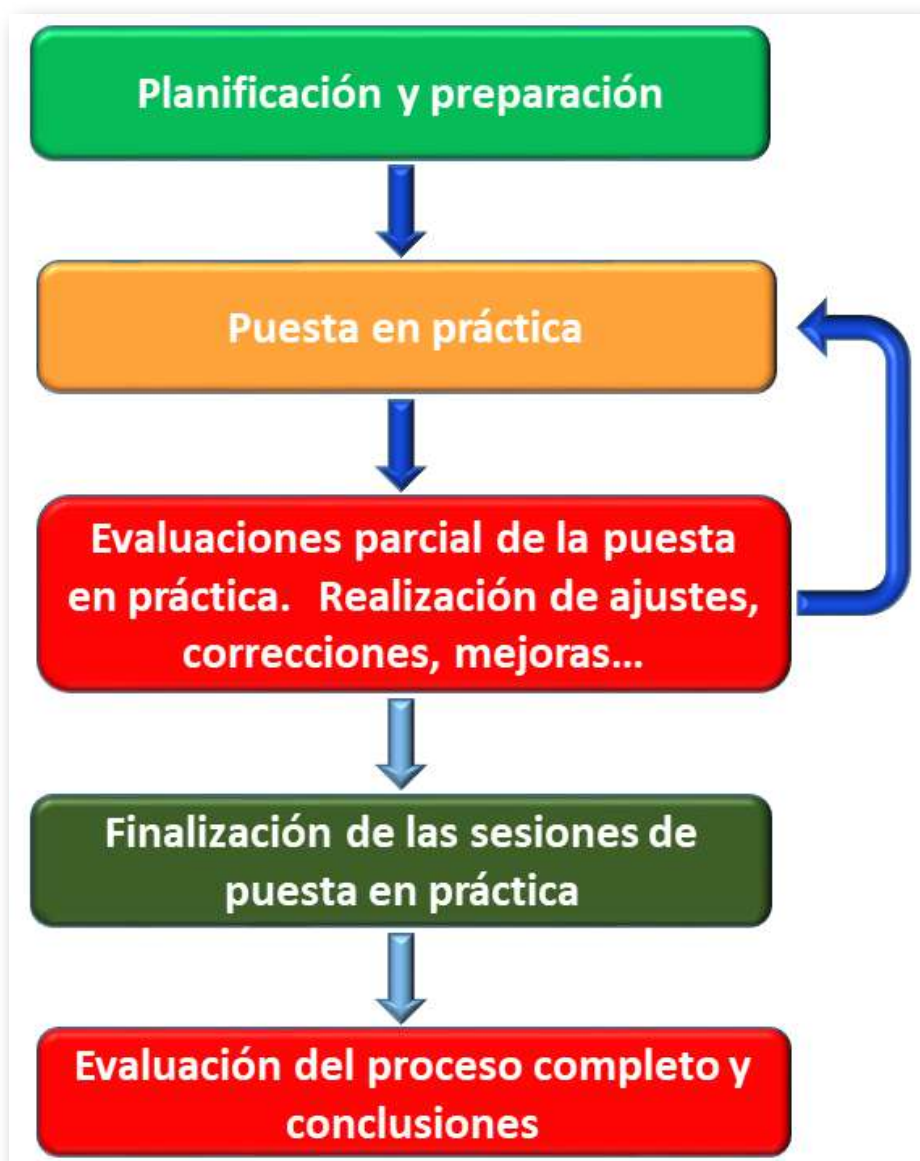 Planificación y preparación
Puesta en práctica
Evaluaciones parcial de la puesta
en práctica. Realización de ajustes,
correcciones, mejoras...
Finalización de las sesiones de
puesta en práctica
Evaluación del proceso completo y
conclusiones